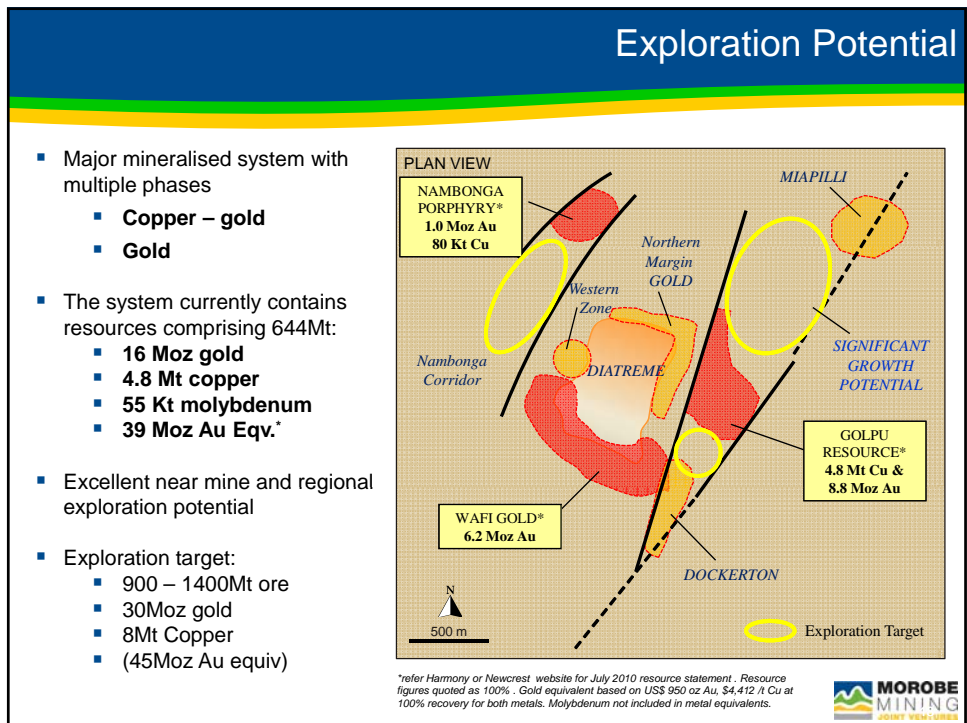 Exploration Potential
▪ Major mineralised system with
multiple phases
▪ Copper – gold
▪ Gold
▪ The system currently contains
resources comprising 644Mt:
▪ 16 Moz gold
▪ 4.8 Mt copper
▪ 55 Kt molybdenum
▪ 39 Moz Au Eqv.*
▪ Excellent near mine and regional
exploration potential
▪ Exploration target:
▪ 900 – 1400Mt ore
▪ 30Moz gold
▪ 8Mt Copper
▪ (45Moz Au equiv)
PLAN VIEW
NAMBONGA
PORPHYRY*
1.0 Moz Au
80 Kt Cu
MIAPILLI
Northern
Margin
GOLD
Western
Zone
Nambonga
Corridor
DIATREME
SIGNIFICANT
GROWTH
POTENTIAL
GOLPU
RESOURCE*
4.8 Mt Cu &
8.8 Moz Au
WAFI GOLD*
6.2 Moz Au
DOCKERTON
N
500 m
Exploration Target
*refer Harmony or Newcrest website for July 2010 resource statement . Resource
figures quoted as 100% . Gold equivalent based on US$ 950 oz Au, $4,412 /t Cu at
100% recovery for both metals. Molybdenum not included in metal equivalents.
MOROBE
MINING
JOINT VENTURES